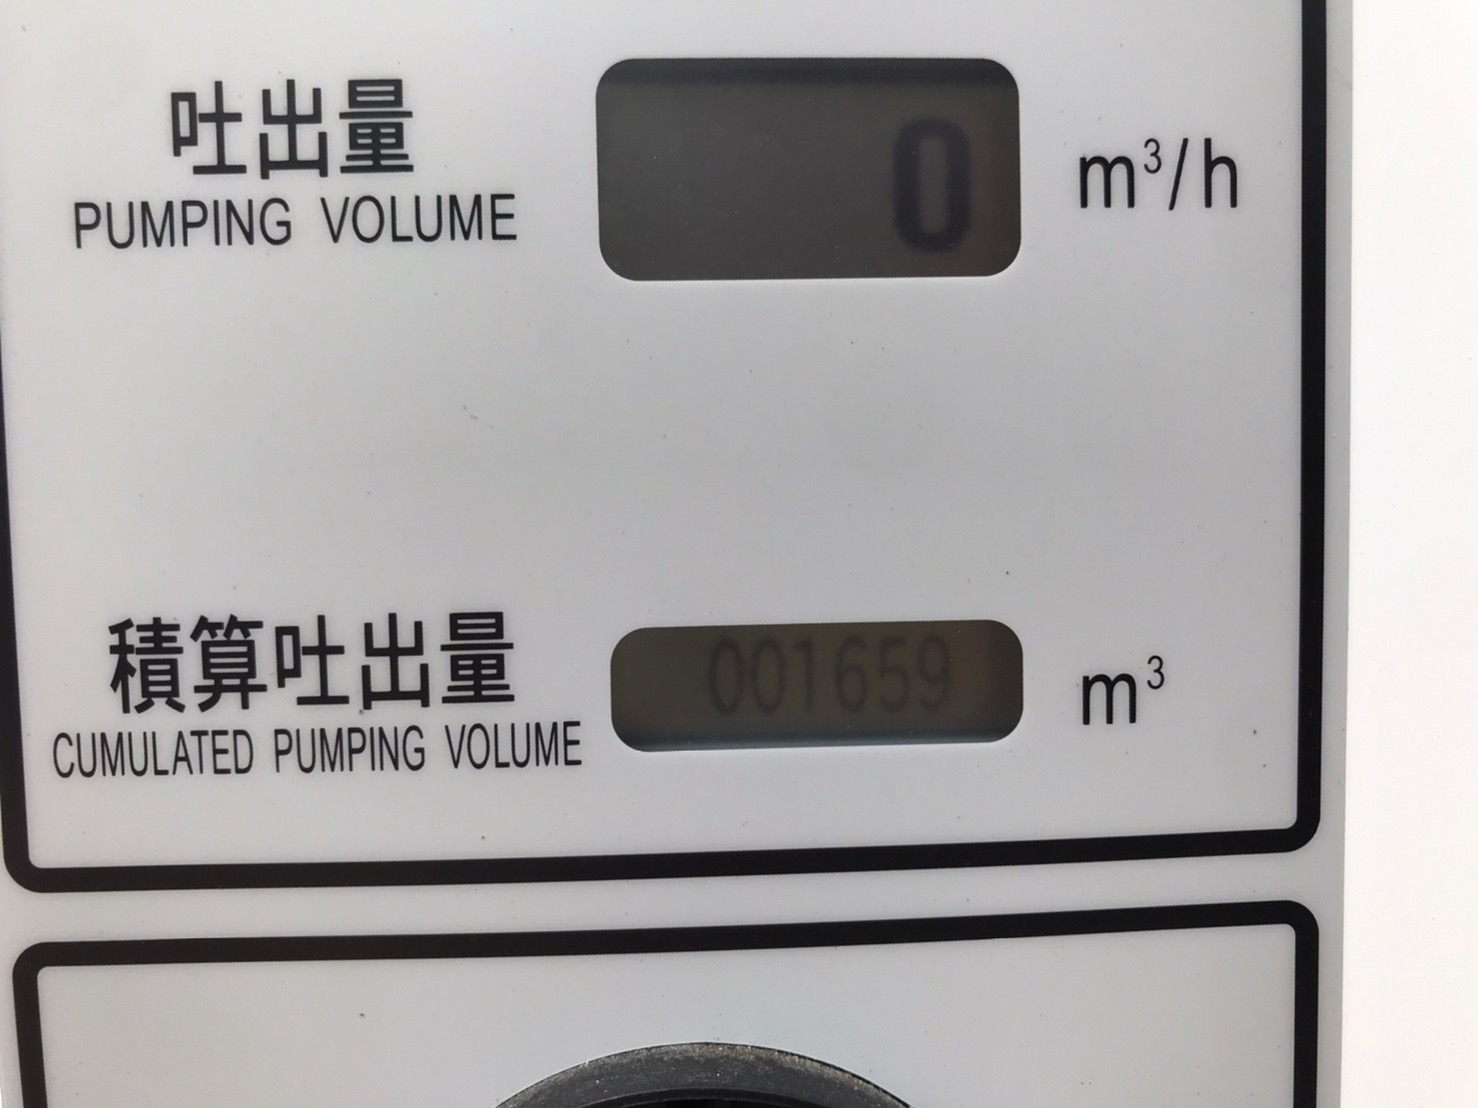 吐出量
PUMPING VOLUME
0
m³/h
積算吐出量
CUMULATED PUMPING VOLUME
001659
m³